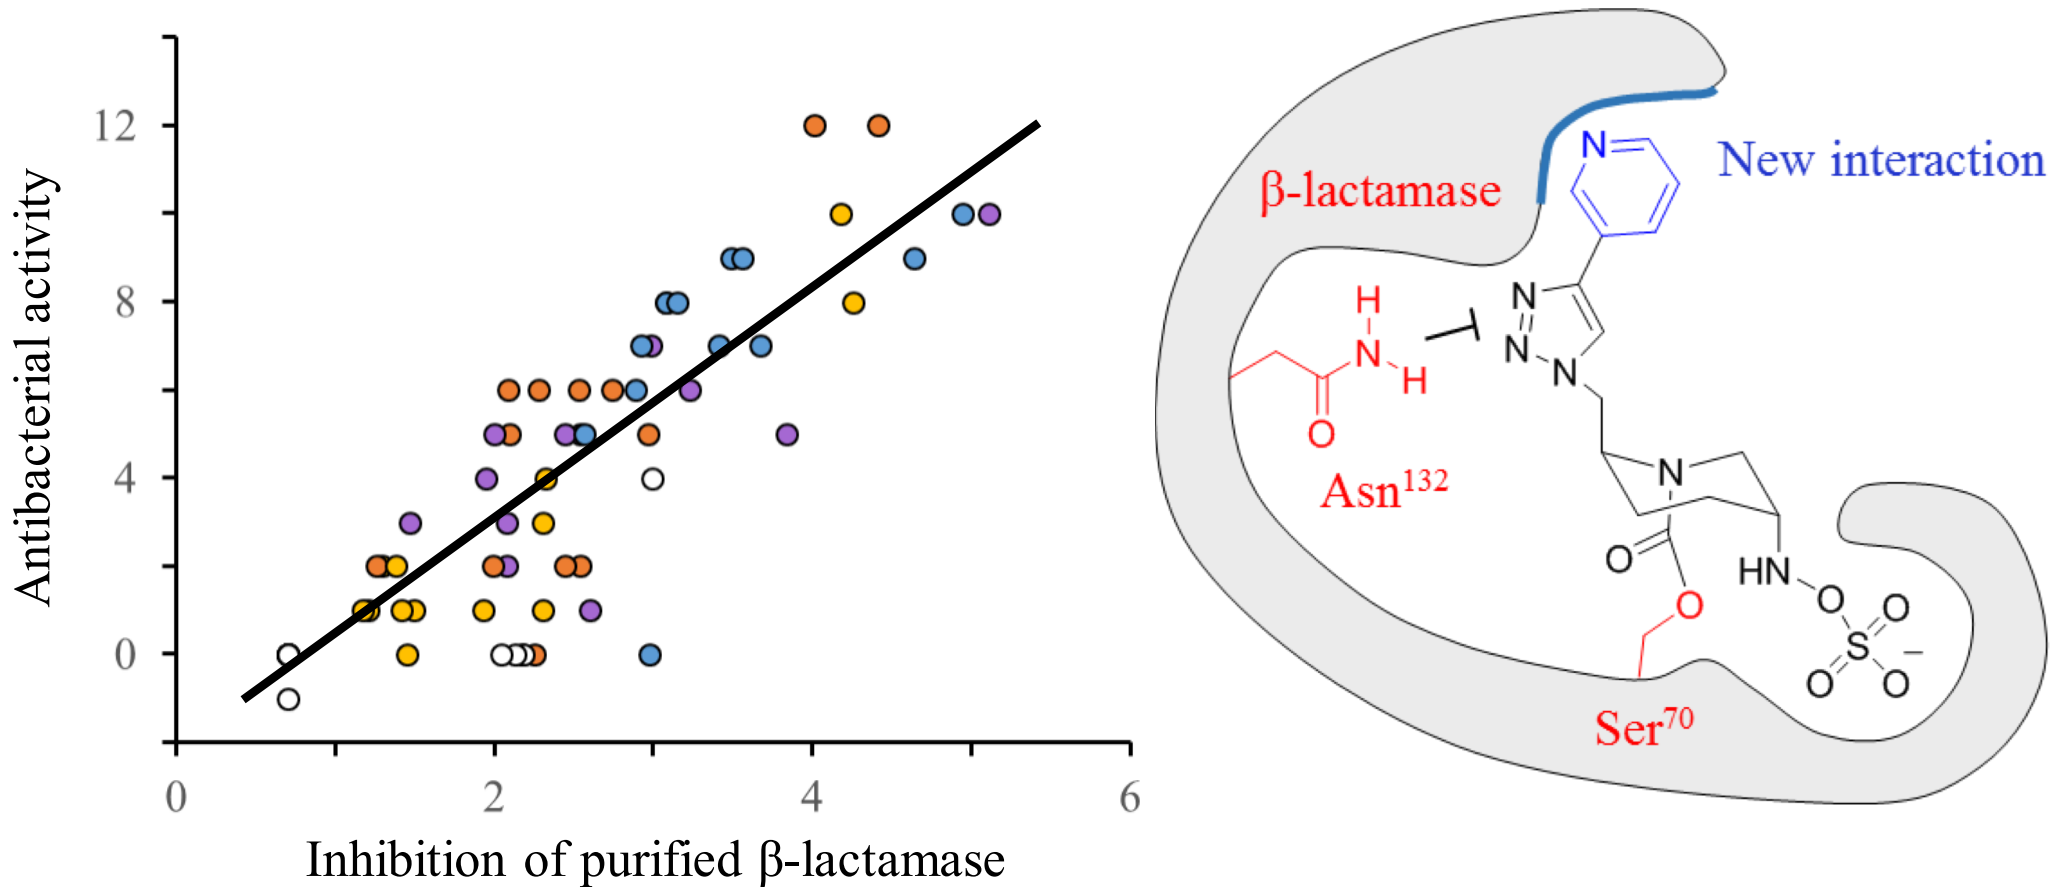 Antibacterial activity
12
8
4
0
0 2 4 6
Inhibition of purified β-lactamase
β-lactamase
New interaction
N
N
N
N
H
N
H
O
Asn¹³²
N
O
O
HN
O
O
S
–
O
O
Ser⁷⁰